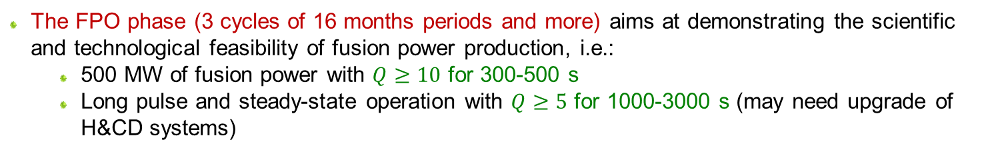 The FPO phase (3 cycles of 16 months periods and more) aims at demonstrating the scientific
and technological feasibility of fusion power production, i.e.:
500 MW of fusion power with Q ≥ 10 for 300-500 s
Long pulse and steady-state operation with Q ≥ 5 for 1000-3000 s (may need upgrade of
H&CD systems)